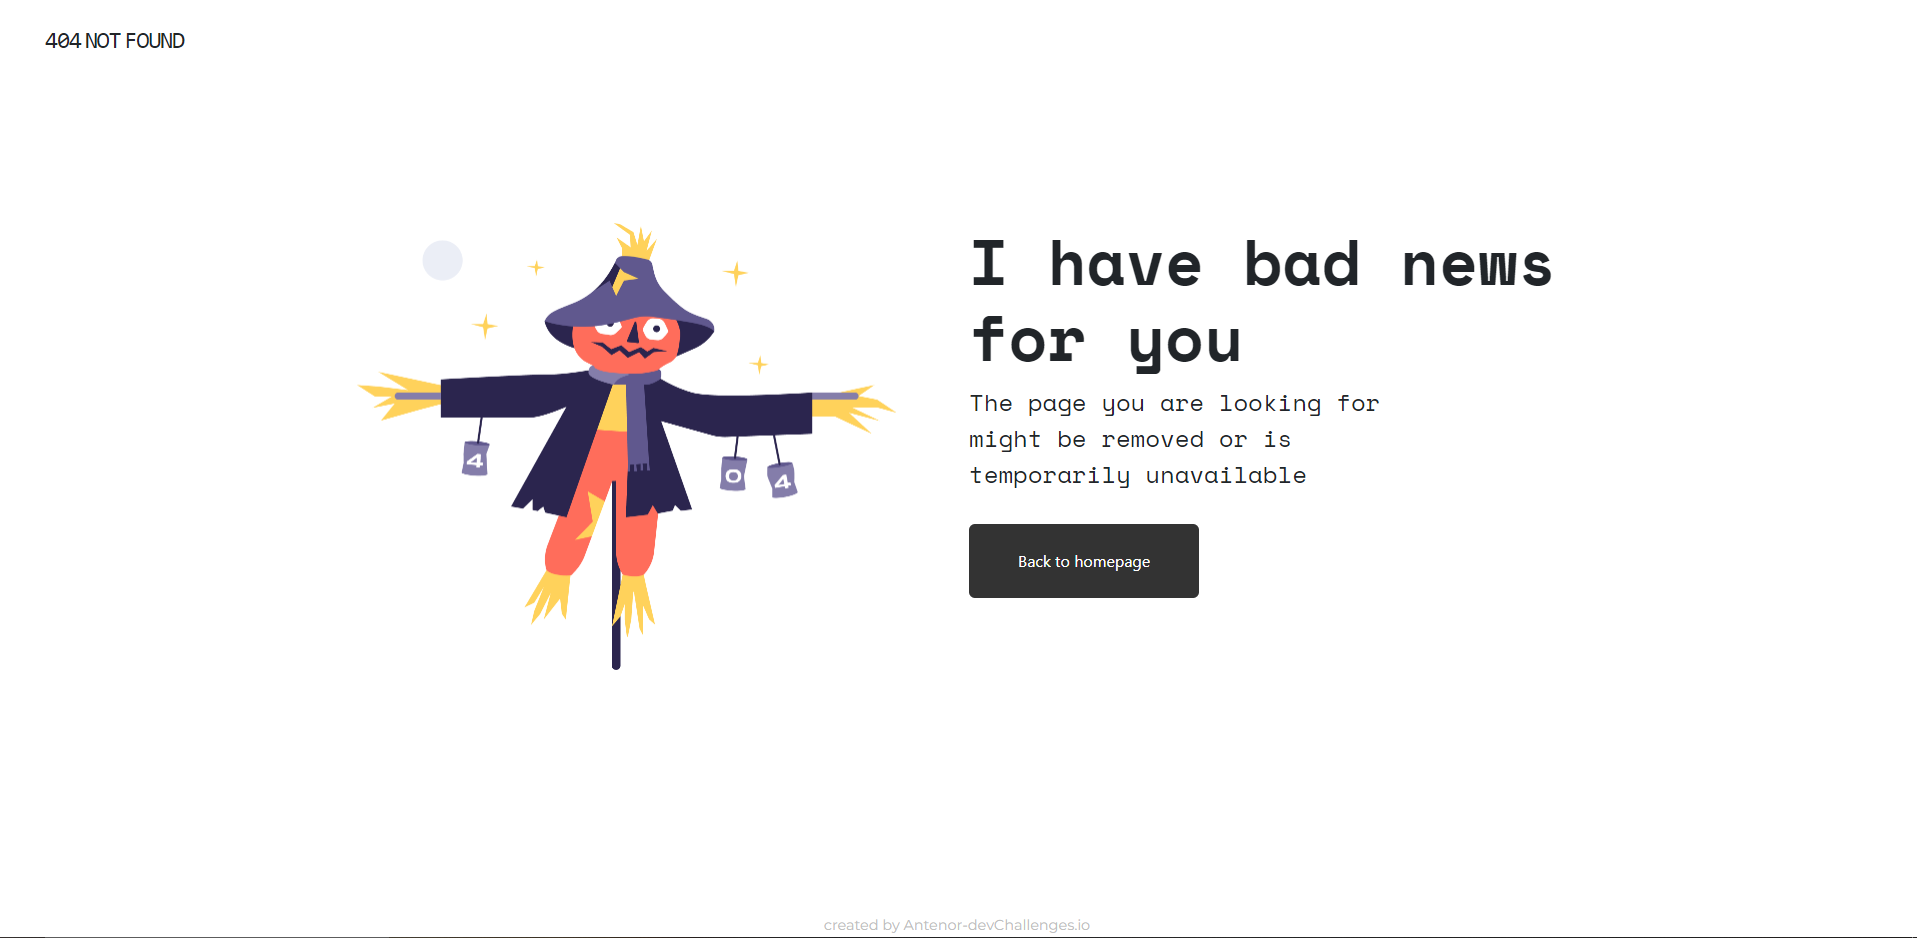 404 NOT FOUND
I have bad news
for you
The page you are looking for
might be removed or is
temporarily unavailable
4
0
4
Back to homepage
created by Antenor-devChallenges.io